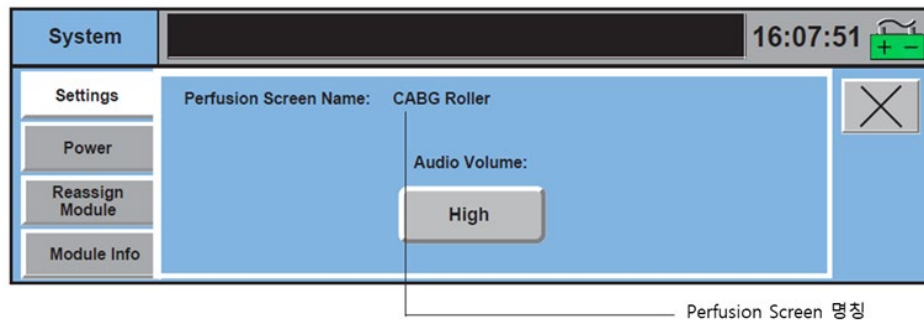 System
16:07:51
+ -
Settings
Perfusion Screen Name: CABG Roller
Power
Audio Volume:
Reassign
Module
High
Module Info
Perfusion Screen 명칭